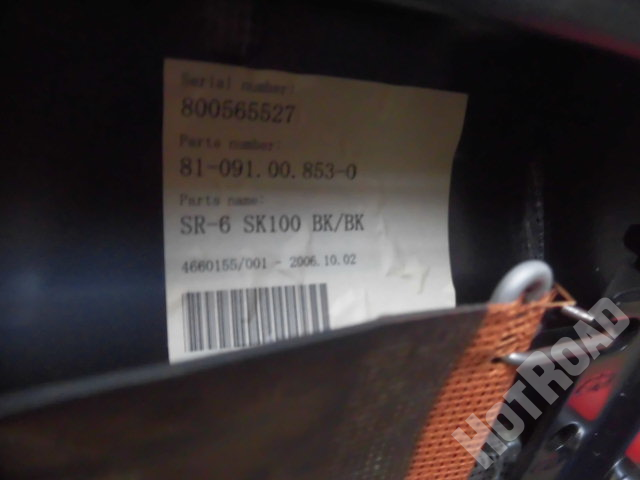 Serial number:
800565527
Parts number:
81-091.00.853-0
Parts name:
SR-6 SK100 BK/BK
4660155/001 - 2006.10.02
HOTROAD